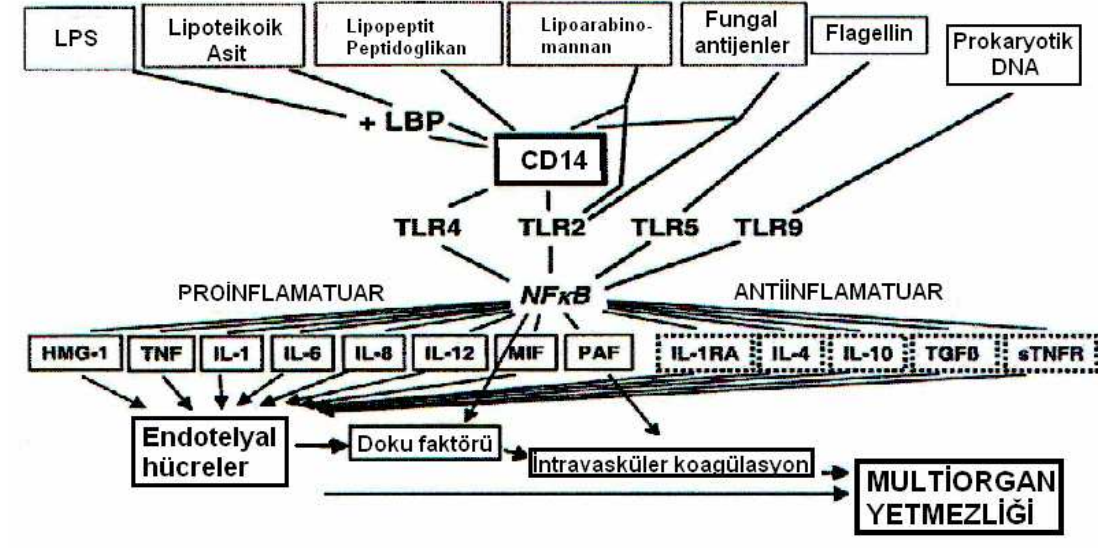 LPS
Lipoteikoik
Asit
Lipopeptit
Peptidoglikan
Lipoarabino-
mannan
Fungal
antijenler
Flagellin
Prokaryotik
DNA
+ LBP
CD14
TLR4
TLR2
TLR5
TLR9
PROİNFLAMATUAR
NFκB
ANTİİNFLAMATUAR
HMG-1
TNF
IL-1
IL-6
IL-8
IL-12
MIF
PAF
IL-1RA
IL-4
IL-10
TGFß
sTNFR
Endotelyal
hücreler
Doku faktörü
İntravasküler koagülasyon
MULTİORGAN
YETMEZLİĞİ